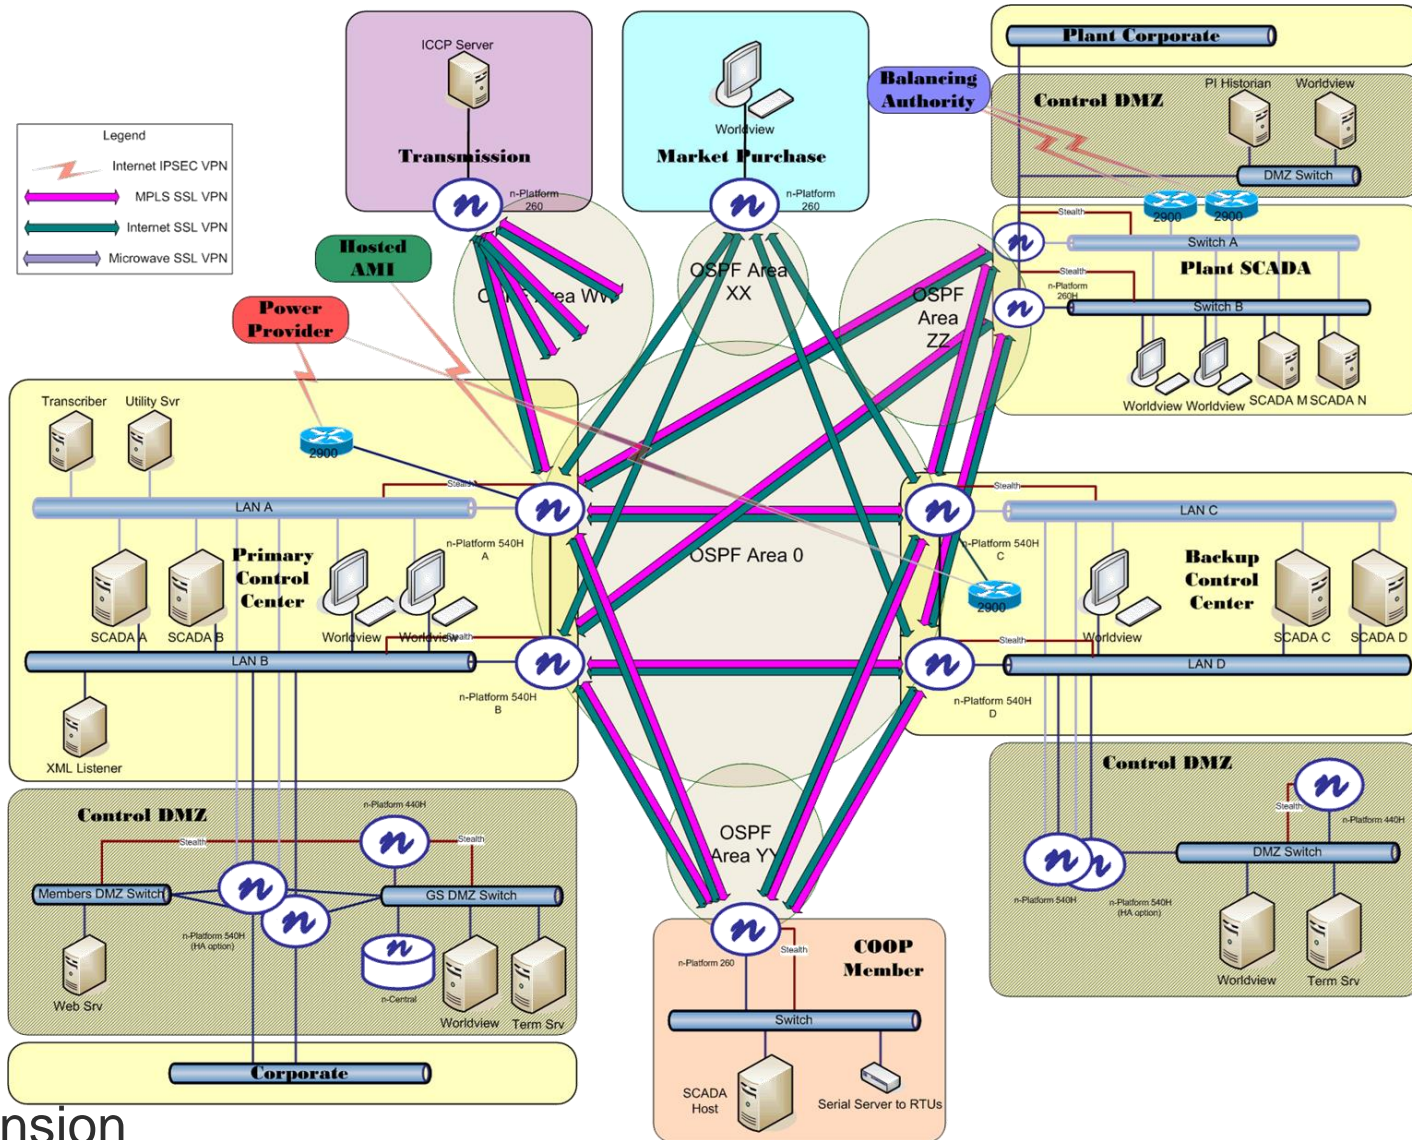 ICCP Server
Transmission
n-Platform
260
Worldview
Market Purchase
n-Platform
260
Balancing
Authority
Plant Corporate
Control DMZ
PI Historian
Worldview
DMZ Switch
2900
2900
Stealth
Switch A
Plant SCADA
Stealth
n-Platform
260H
Switch B
Worldview
Worldview
SCADA M
SCADA N
Legend
Internet IPSEC VPN
MPLS SSL VPN
Internet SSL VPN
Microwave SSL VPN
Hosted
AMI
Power
Provider
OSPF Area WW
OSPF Area
XX
OSPF
Area
ZZ
OSPF Area 0
OSPF
Area YY
Transcriber
Utility Svr
2900
Stealth
LAN A
n-Platform 540H
A
Primary
Control
Center
SCADA A
SCADA B
Worldview
Worldview
Stealth
LAN B
n-Platform 540H
B
XML Listener
Stealth
LAN C
n-Platform 540H
C
2900
Backup
Control
Center
Worldview
SCADA C
SCADA D
Stealth
LAN D
n-Platform 540H
D
Control DMZ
n-Platform 440H
Stealth
Stealth
Members DMZ Switch
GS DMZ Switch
n-Platform 540H
(HA option)
n-Central
Web Srv
Worldview
Term Srv
Corporate
n-Platform 260
Stealth
COOP
Member
Switch
SCADA
Host
Serial Server to RTUs
Control DMZ
Stealth
n-Platform 440H
DMZ Switch
n-Platform 540H
n-Platform 540H
(HA option)
Worldview
Term Srv
nsion